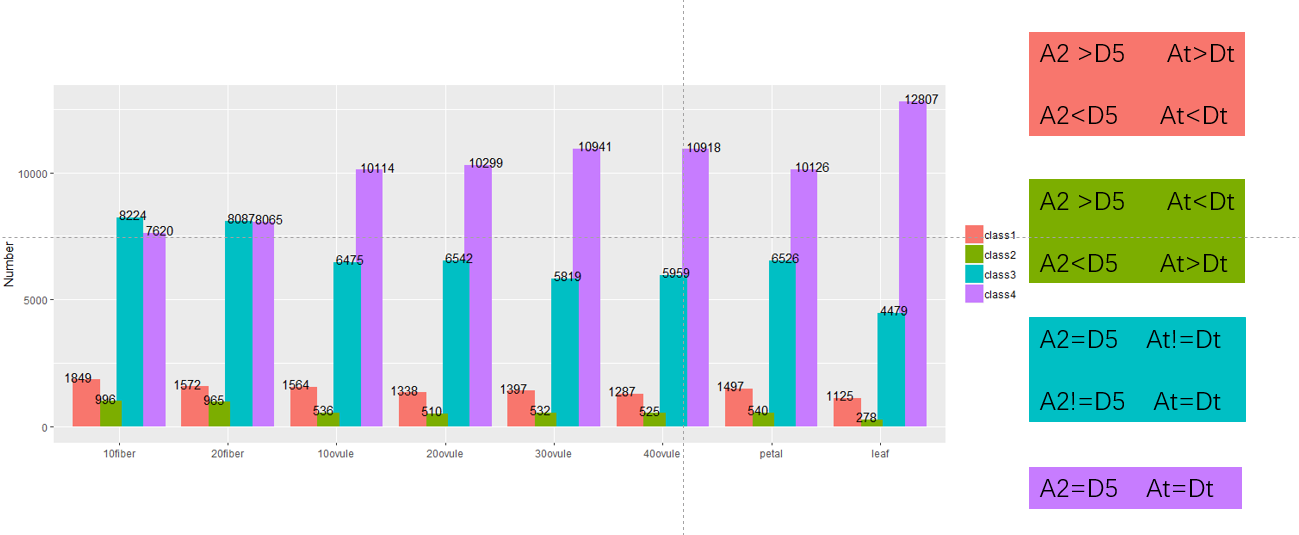 12807
10941
10918
10299
10114
10126
10000
8224
8087
8065
7620
6475
6542
5819
5959
6526
5000
4479
1849
996
1572
965
1564
536
1338
510
1397
532
1287
525
1497
540
1125
278
0
Number
10fiber
20fiber
10ovule
20ovule
30ovule
40ovule
petal
leaf
class1
class2
class3
class4
A2 >D5 At>Dt
A2<D5 At<Dt
A2 >D5 At<Dt
A2<D5 At>Dt
A2=D5 At!=Dt
A2!=D5 At=Dt
A2=D5 At=Dt